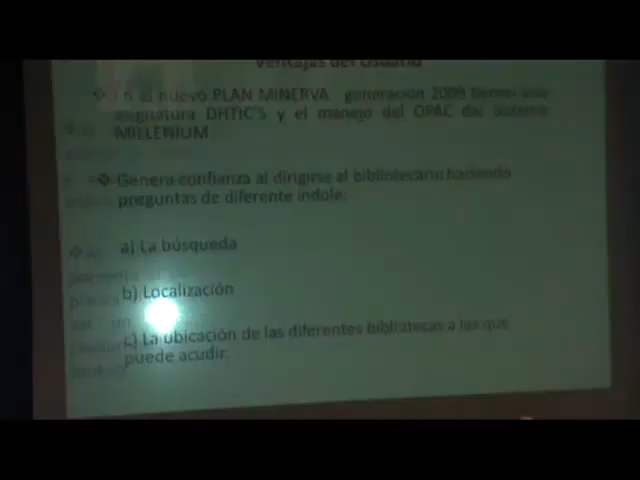 Ventajas del Usuario
En el nuevo PLAN MINERVA generación 2009 tienen una
asignatura DHTIC'S y el manejo del OPAC del Sistema
MILLENIUM
Genera confianza al dirigirse al bibliotecario haciendo
preguntas de diferente indole:
a) La búsqueda
b) Localización
c) La ubicación de las diferentes bibliotecas a las que
puede acudir.